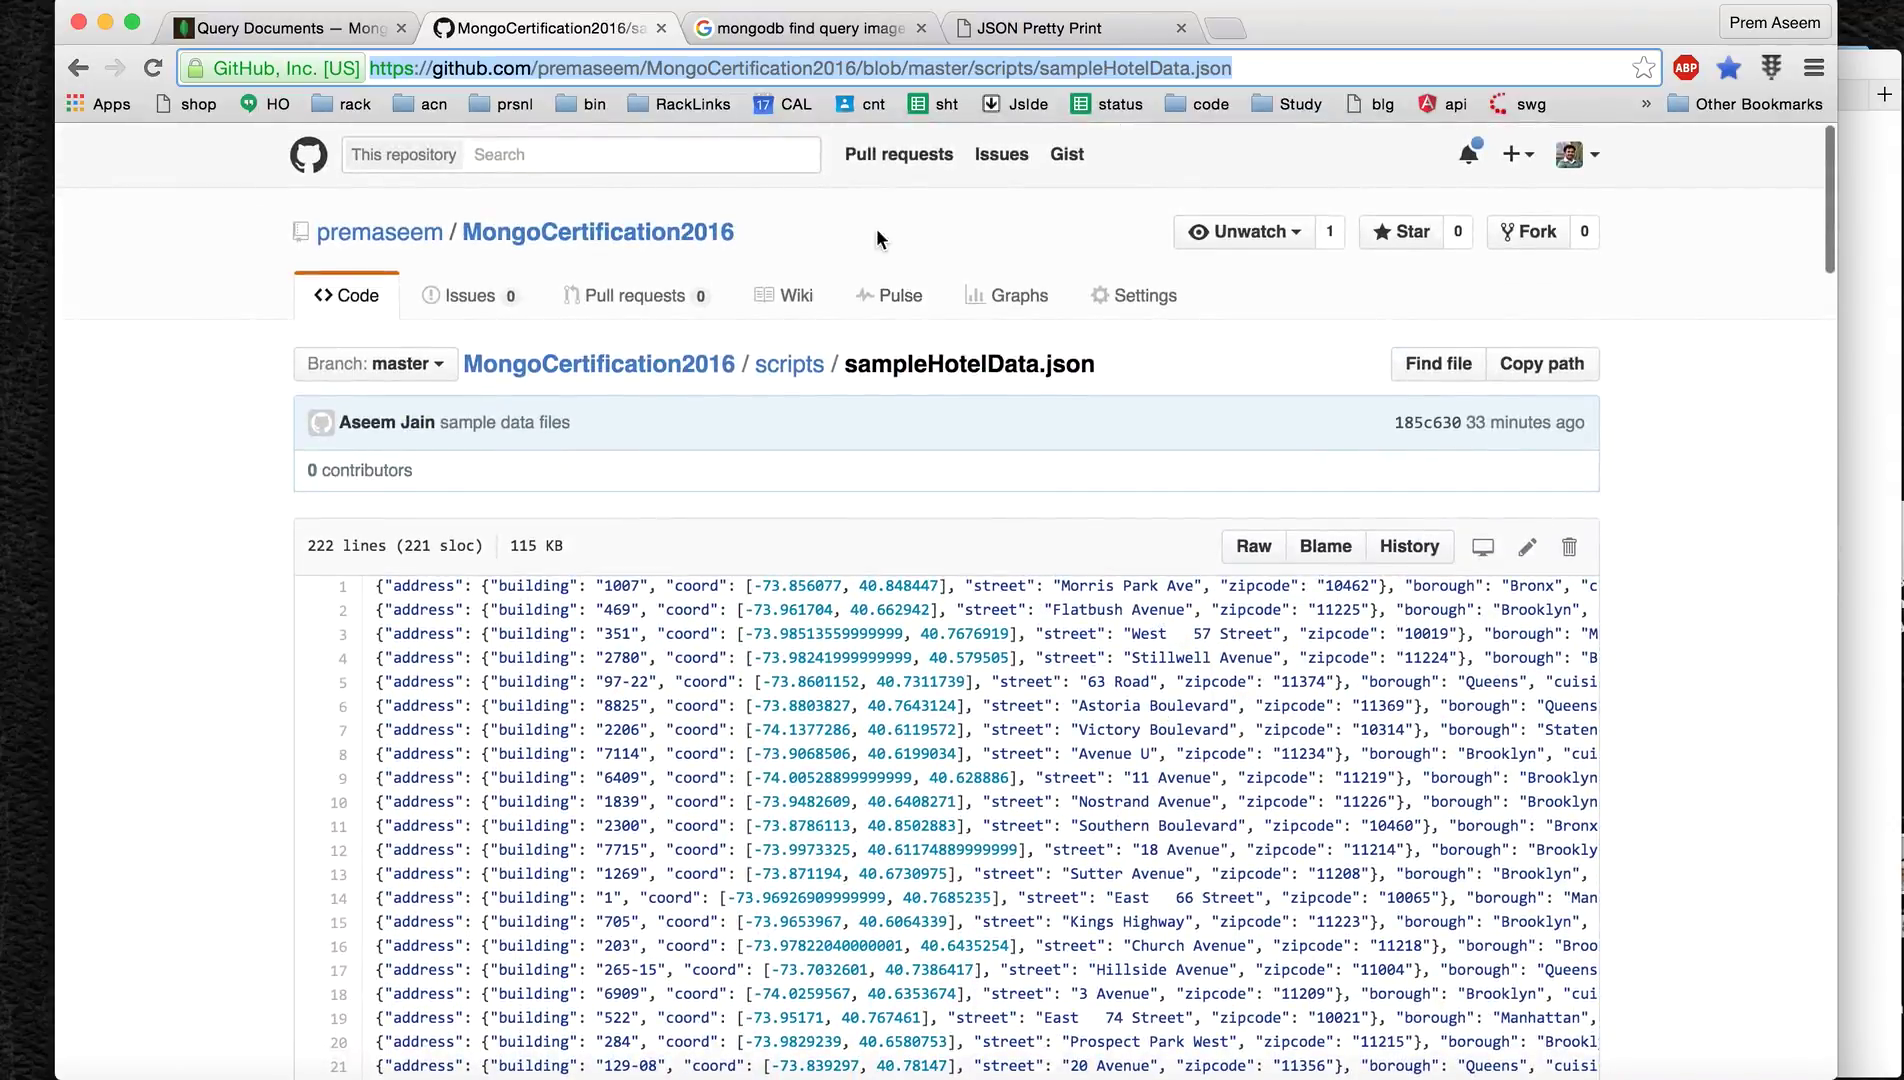 Query Documents — Mong
MongoCertification2016/sa
mongodb find query image
JSON Pretty Print
Prem Aseem
GitHub, Inc. [US] https://github.com/premaseem/MongoCertification2016/blob/master/scripts/sampleHotelData.json
ABP
Apps shop HO rack acn prsnl bin RackLinks 17 CAL cnt sht JsIde status code Study blg api swg » Other Bookmarks
This repository Search Pull requests Issues Gist
premaseem / MongoCertification2016 Unwatch 1 Star 0 Fork 0
Code Issues 0 Pull requests 0 Wiki Pulse Graphs Settings
Branch: master MongoCertification2016 / scripts / sampleHotelData.json Find file Copy path
Aseem Jain sample data files 185c630 33 minutes ago
0 contributors
222 lines (221 sloc) 115 KB Raw Blame History
1 {"address": {"building": "1007", "coord": [-73.856077, 40.848447], "street": "Morris Park Ave", "zipcode": "10462"}, "borough": "Bronx", "c
2 {"address": {"building": "469", "coord": [-73.961704, 40.662942], "street": "Flatbush Avenue", "zipcode": "11225"}, "borough": "Brooklyn",
3 {"address": {"building": "351", "coord": [-73.98513559999999, 40.7676919], "street": "West   57 Street", "zipcode": "10019"}, "borough": "M
4 {"address": {"building": "2780", "coord": [-73.98241999999999, 40.579505], "street": "Stillwell Avenue", "zipcode": "11224"}, "borough": "B
5 {"address": {"building": "97-22", "coord": [-73.8601152, 40.7311739], "street": "63 Road", "zipcode": "11374"}, "borough": "Queens", "cuisi
6 {"address": {"building": "8825", "coord": [-73.8803827, 40.7643124], "street": "Astoria Boulevard", "zipcode": "11369"}, "borough": "Queens
7 {"address": {"building": "2206", "coord": [-74.1377286, 40.6119572], "street": "Victory Boulevard", "zipcode": "10314"}, "borough": "Staten
8 {"address": {"building": "7114", "coord": [-73.9068506, 40.6199034], "street": "Avenue U", "zipcode": "11234"}, "borough": "Brooklyn", "cui
9 {"address": {"building": "6409", "coord": [-74.00528899999999, 40.628886], "street": "11 Avenue", "zipcode": "11219"}, "borough": "Brooklyn
10 {"address": {"building": "1839", "coord": [-73.9482609, 40.6408271], "street": "Nostrand Avenue", "zipcode": "11226"}, "borough": "Brooklyn
11 {"address": {"building": "2300", "coord": [-73.8786113, 40.8502883], "street": "Southern Boulevard", "zipcode": "10460"}, "borough": "Bronx
12 {"address": {"building": "7715", "coord": [-73.9973325, 40.61174889999999], "street": "18 Avenue", "zipcode": "11214"}, "borough": "Brookly
13 {"address": {"building": "1269", "coord": [-73.871194, 40.6730975], "street": "Sutter Avenue", "zipcode": "11208"}, "borough": "Brooklyn",
14 {"address": {"building": "1", "coord": [-73.96926909999999, 40.7685235], "street": "East   66 Street", "zipcode": "10065"}, "borough": "Man
15 {"address": {"building": "705", "coord": [-73.9653967, 40.6064339], "street": "Kings Highway", "zipcode": "11223"}, "borough": "Brooklyn",
16 {"address": {"building": "203", "coord": [-73.97822040000001, 40.6435254], "street": "Church Avenue", "zipcode": "11218"}, "borough": "Broo
17 {"address": {"building": "265-15", "coord": [-73.7032601, 40.7386417], "street": "Hillside Avenue", "zipcode": "11004"}, "borough": "Queens
18 {"address": {"building": "6909", "coord": [-74.0259567, 40.6353674], "street": "3 Avenue", "zipcode": "11209"}, "borough": "Brooklyn", "cui
19 {"address": {"building": "522", "coord": [-73.95171, 40.767461], "street": "East   74 Street", "zipcode": "10021"}, "borough": "Manhattan",
20 {"address": {"building": "284", "coord": [-73.9829239, 40.6580753], "street": "Prospect Park West", "zipcode": "11215"}, "borough": "Brookl
21 {"address": {"building": "129-08", "coord": [-73.839297, 40.78147], "street": "20 Avenue", "zipcode": "11356"}, "borough": "Queens", "cuisi